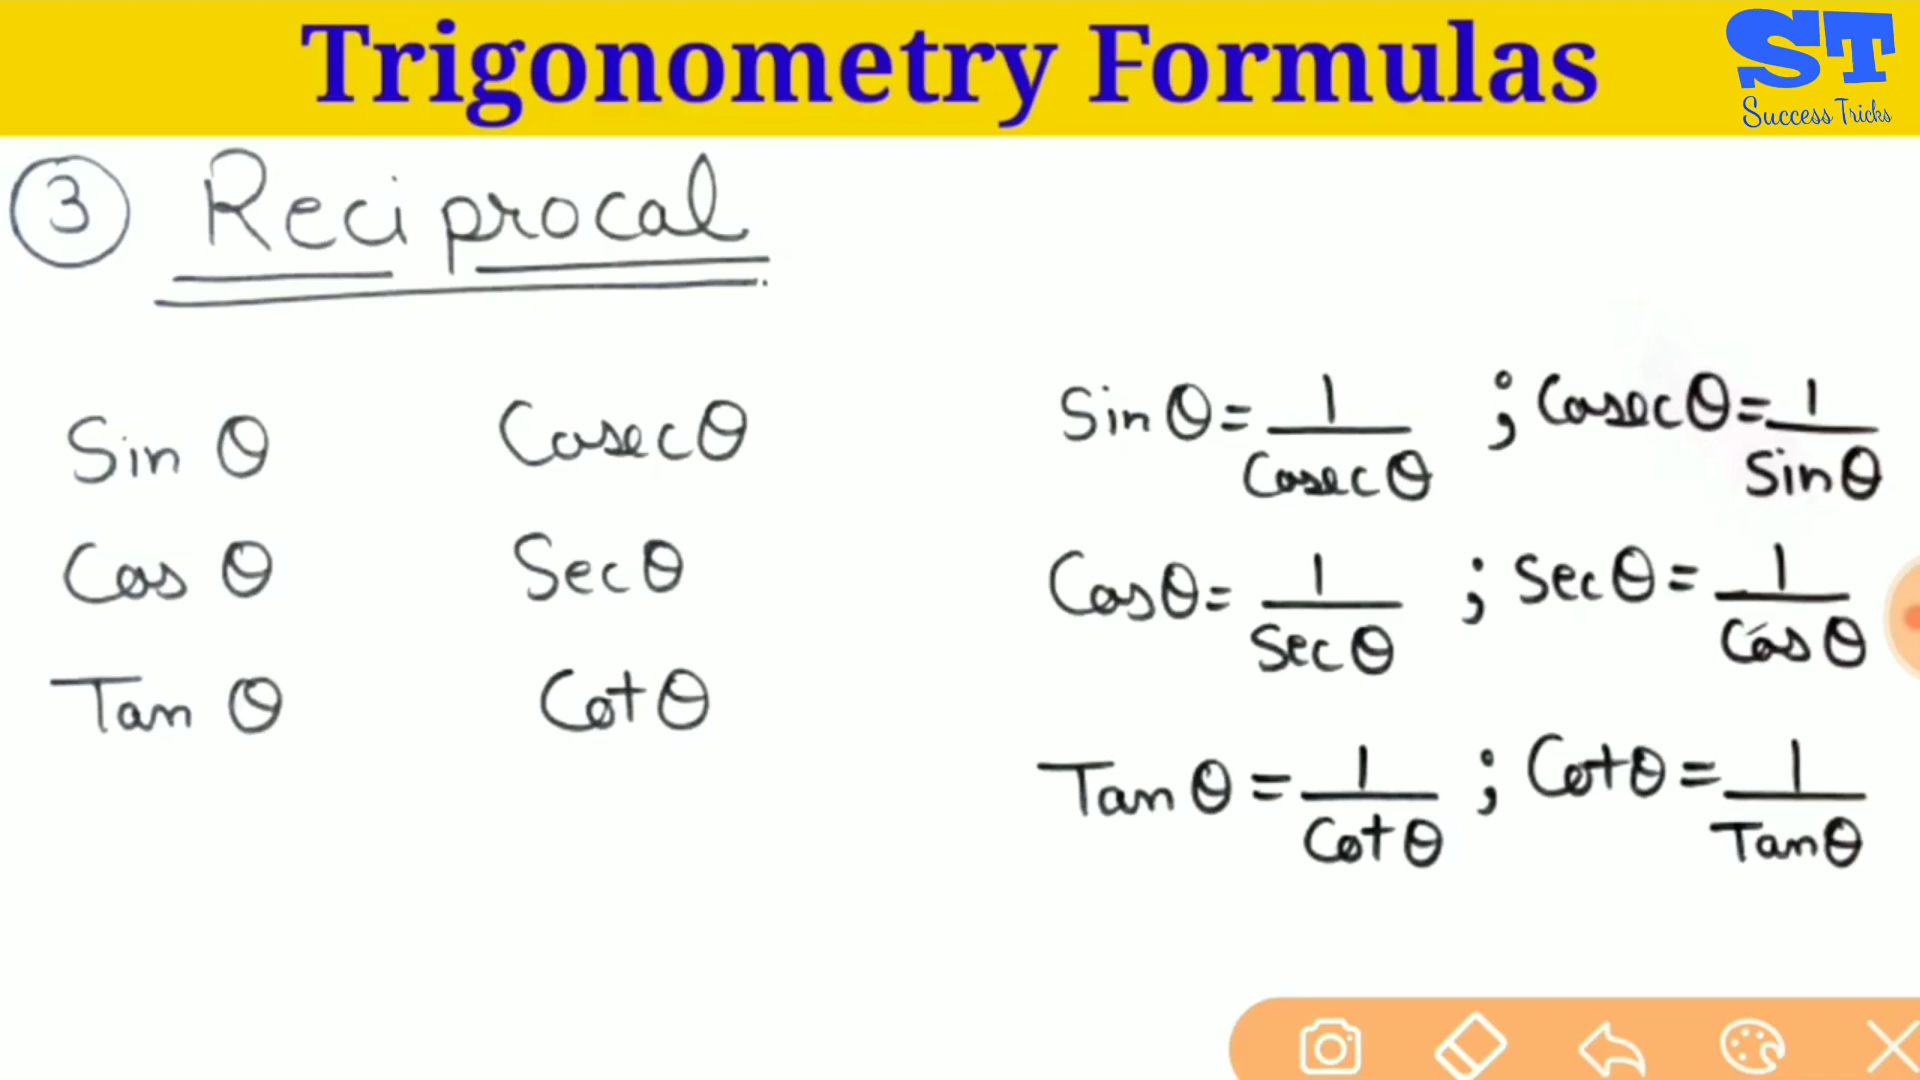 Trigonometry Formulas
ST
Success Tricks
3 Reciprocal
Sin θ Cosec θ
Cos θ Sec θ
Tan θ Cot θ
Sin θ = 1/Cosec θ ; Cosec θ = 1/Sin θ
Cos θ = 1/Sec θ ; Sec θ = 1/Cos θ
Tan θ = 1/Cot θ ; Cot θ = 1/Tan θ